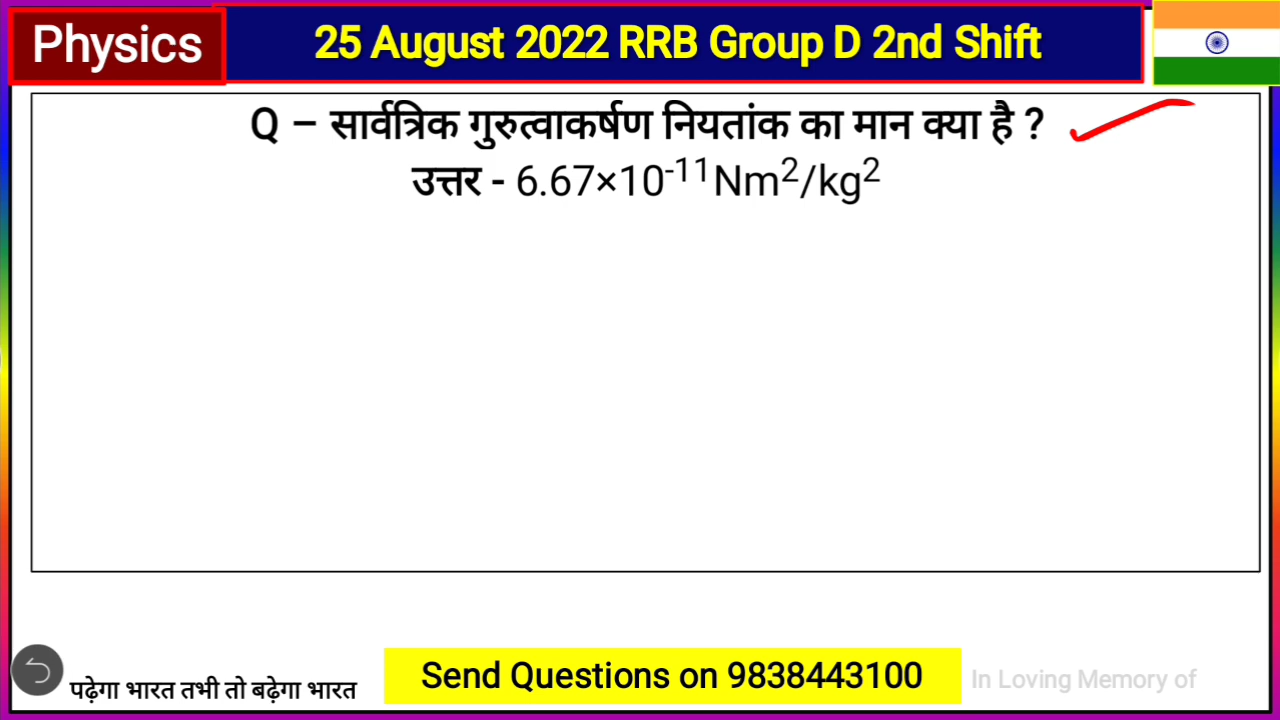 Physics
25 August 2022 RRB Group D 2nd Shift
Q – सार्वत्रिक गुरुत्वाकर्षण नियतांक का मान क्या है ?
उत्तर - 6.67×10⁻¹¹Nm²/kg²
पढ़ेगा भारत तभी तो बढ़ेगा भारत
Send Questions on 9838443100
In Loving Memory of